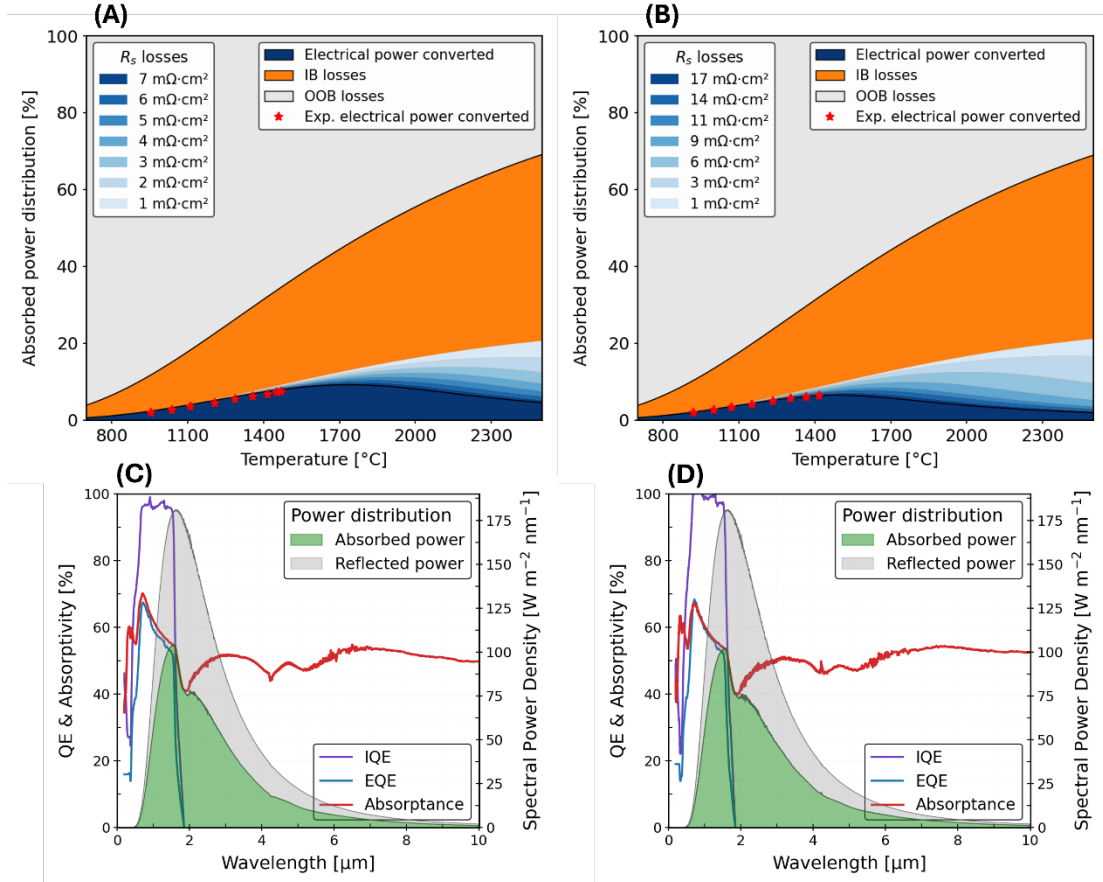 (A)
Absorbed power distribution [%]
100
80
60
40
20
0
Rs losses
7 mΩ·cm²
6 mΩ·cm²
5 mΩ·cm²
4 mΩ·cm²
3 mΩ·cm²
2 mΩ·cm²
1 mΩ·cm²
Electrical power converted
IB losses
OOB losses
Exp. electrical power converted
800 1100 1400 1700 2000 2300
Temperature [°C]
(B)
Absorbed power distribution [%]
100
80
60
40
20
0
Rs losses
17 mΩ·cm²
14 mΩ·cm²
11 mΩ·cm²
9 mΩ·cm²
6 mΩ·cm²
3 mΩ·cm²
1 mΩ·cm²
Electrical power converted
IB losses
OOB losses
Exp. electrical power converted
800 1100 1400 1700 2000 2300
Temperature [°C]
(C)
QE & Absorptivity [%]
100
80
60
40
20
0
Power distribution
Absorbed power
Reflected power
IQE
EQE
Absorptance
175
150
125
100
75
50
25
0
Spectral Power Density [W m⁻² nm⁻¹]
0 2 4 6 8 10
Wavelength [µm]
(D)
QE & Absorptivity [%]
100
80
60
40
20
0
Power distribution
Absorbed power
Reflected power
IQE
EQE
Absorptance
175
150
125
100
75
50
25
0
Spectral Power Density [W m⁻² nm⁻¹]
0 2 4 6 8 10
Wavelength [µm]